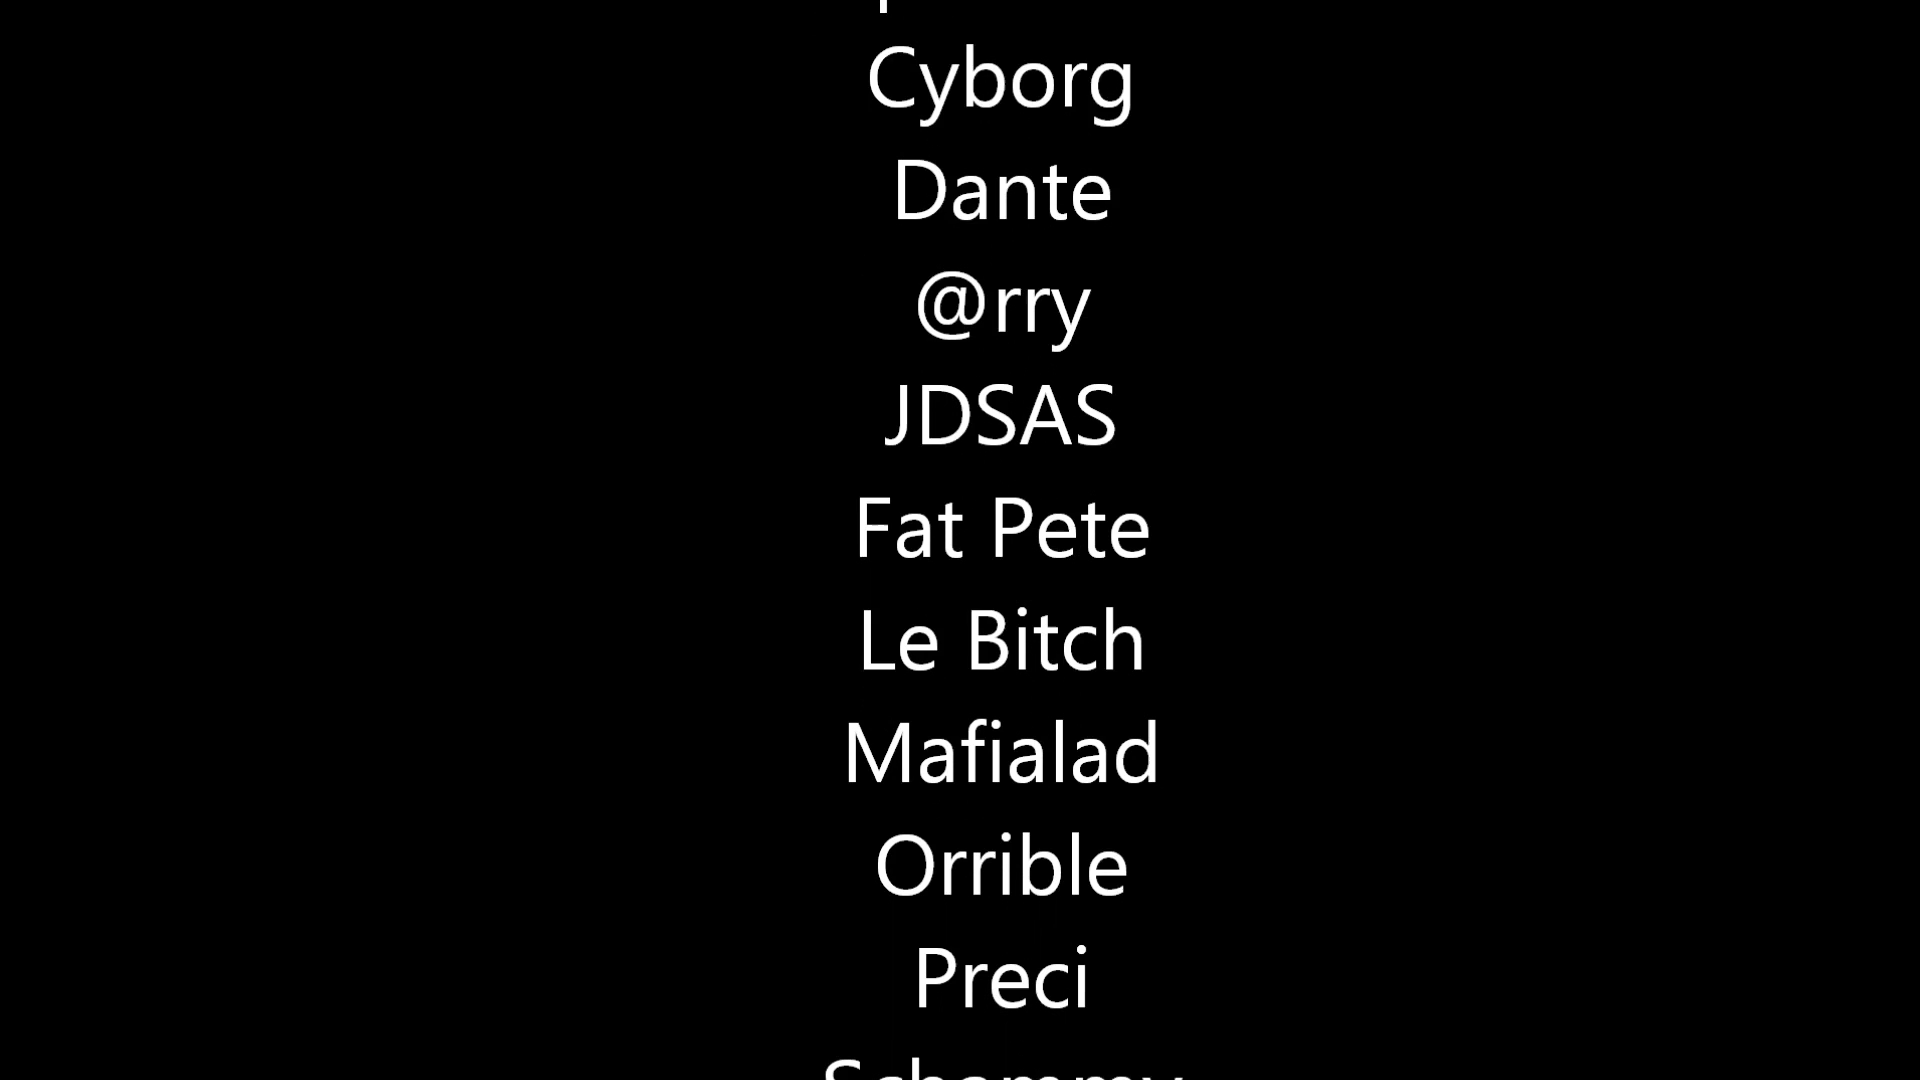 Cyborg
Dante
@rry
JDSAS
Fat Pete
Le Bitch
Mafialad
Orrible
Preci